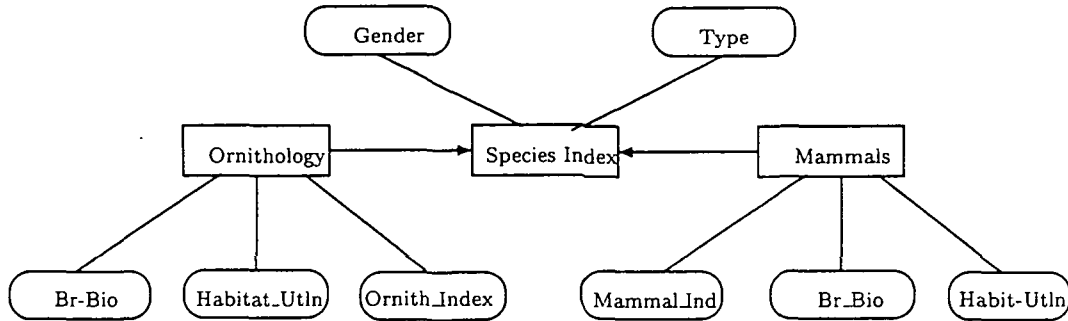 Gender
Type
Ornithology
Species Index
Mammals
Br-Bio
Habitat_Utln
Ornith_Index
Mammal_Ind
Br_Bio
Habit-Utln